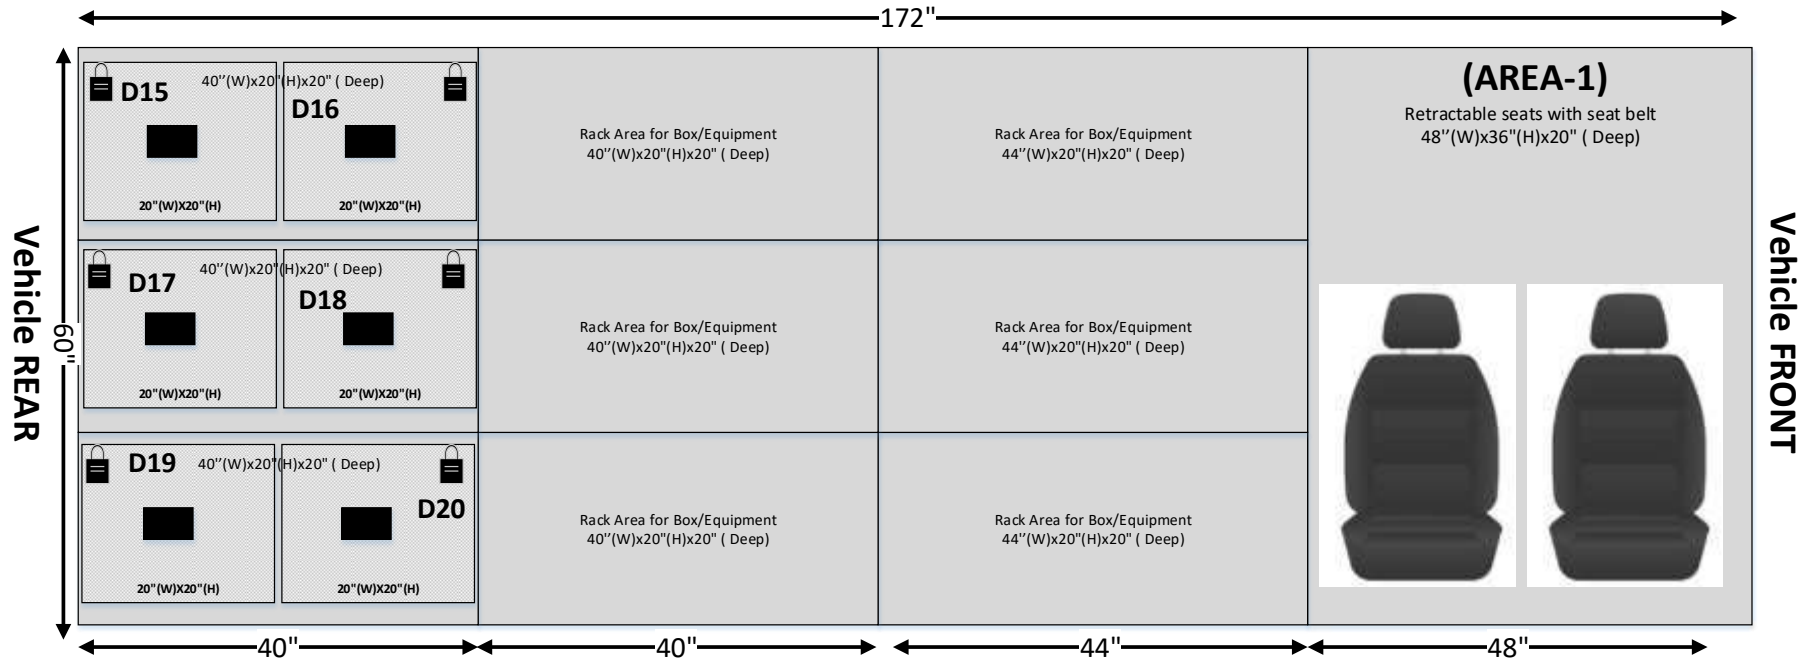 172"
Vehicle REAR
60"
D15
40''(W)x20"(H)x20" ( Deep)
D16
20"(W)X20"(H)
20"(W)X20"(H)
Rack Area for Box/Equipment
40''(W)x20"(H)x20" ( Deep)
Rack Area for Box/Equipment
44''(W)x20"(H)x20" ( Deep)
(AREA-1)
Retractable seats with seat belt
48''(W)x36"(H)x20" ( Deep)
D17
40''(W)x20"(H)x20" ( Deep)
D18
20"(W)X20"(H)
20"(W)X20"(H)
Rack Area for Box/Equipment
40''(W)x20"(H)x20" ( Deep)
Rack Area for Box/Equipment
44''(W)x20"(H)x20" ( Deep)
D19
40''(W)x20"(H)x20" ( Deep)
D20
20"(W)X20"(H)
20"(W)X20"(H)
Rack Area for Box/Equipment
40''(W)x20"(H)x20" ( Deep)
Rack Area for Box/Equipment
44''(W)x20"(H)x20" ( Deep)
Vehicle FRONT
40"
40"
44"
48"